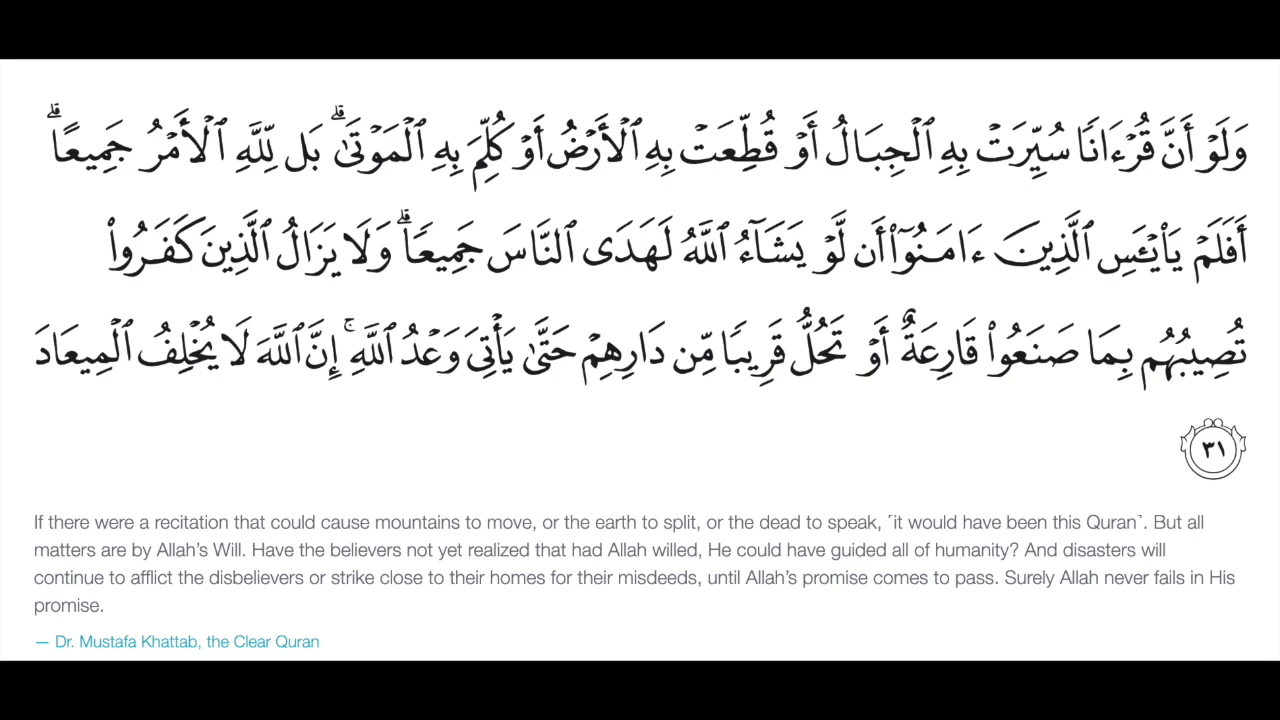 وَلَوْ أَنَّ قُرْءَانًا سُيِّرَتْ بِهِ ٱلْجِبَالُ أَوْ قُطِّعَتْ بِهِ ٱلْأَرْضُ أَوْ كُلِّمَ بِهِ ٱلْمَوْتَىٰ ۗ بَل لِّلَّهِ ٱلْأَمْرُ جَمِيعًا ۗ
أَفَلَمْ يَا۟يْـَٔسِ ٱلَّذِينَ ءَامَنُوٓا۟ أَن لَّوْ يَشَآءُ ٱللَّهُ لَهَدَى ٱلنَّاسَ جَمِيعًا ۗ وَلَا يَزَالُ ٱلَّذِينَ كَفَرُوا۟
تُصِيبُهُم بِمَا صَنَعُوا۟ قَارِعَةٌ أَوْ تَحُلُّ قَرِيبًا مِّن دَارِهِمْ حَتَّىٰ يَأْتِىَ وَعْدُ ٱللَّهِ ۚ إِنَّ ٱللَّهَ لَا يُخْلِفُ ٱلْمِيعَادَ
٣١
If there were a recitation that could cause mountains to move, or the earth to split, or the dead to speak, ˹it would have been this Quran˺. But all
matters are by Allah's Will. Have the believers not yet realized that had Allah willed, He could have guided all of humanity? And disasters will
continue to afflict the disbelievers or strike close to their homes for their misdeeds, until Allah's promise comes to pass. Surely Allah never fails in His
promise.
— Dr. Mustafa Khattab, the Clear Quran